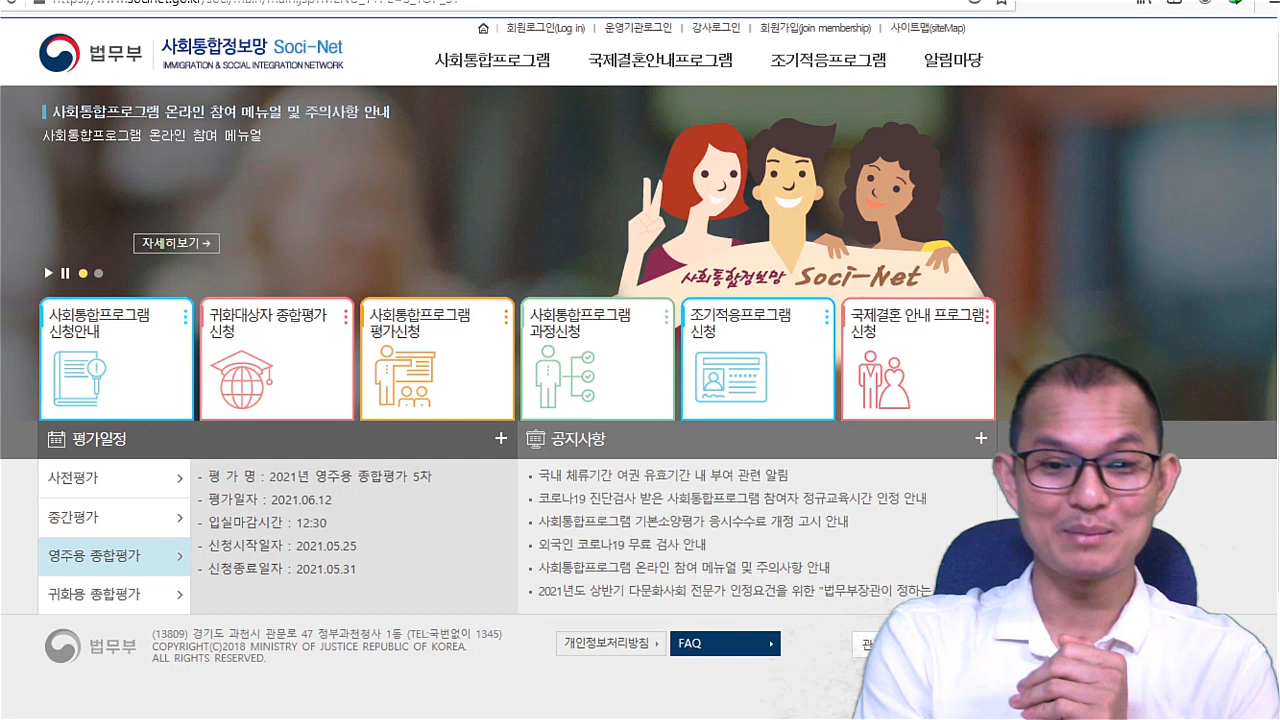 회원로그인(Log in) | 운영기관로그인 | 강사로그인 | 회원가입(join membership) | 사이트맵(siteMap)
법무부
사회통합정보망 Soci-Net
IMMIGRATION & SOCIAL INTEGRATION NETWORK
사회통합프로그램 국제결혼안내프로그램 조기적응프로그램 알림마당
사회통합프로그램 온라인 참여 메뉴얼 및 주의사항 안내
사회통합프로그램 온라인 참여 메뉴얼
자세히보기→
사회통합정보망 Soci-Net
사회통합프로그램
신청안내
귀화대상자 종합평가
신청
사회통합프로그램
평가신청
사회통합프로그램
과정신청
조기적응프로그램
신청
국제결혼 안내 프로그램
신청
평가일정 +
사전평가
중간평가
영주용 종합평가
귀화용 종합평가
- 평 가 명 : 2021년 영주용 종합평가 5차
- 평가일자 : 2021.06.12
- 입실마감시간 : 12:30
- 신청시작일자 : 2021.05.25
- 신청종료일자 : 2021.05.31
공지사항 +
국내 체류기간 여권 유효기간 내 부여 관련 알림
코로나19 진단검사 받은 사회통합프로그램 참여자 정규교육시간 인정 안내
사회통합프로그램 기본소양평가 응시수수료 개정 고시 안내
외국인 코로나19 무료 검사 안내
사회통합프로그램 온라인 참여 메뉴얼 및 주의사항 안내
2021년도 상반기 다문화사회 전문가 인정요건을 위한 "법무부장관이 정하는
법무부
(13809) 경기도 과천시 관문로 47 정부과천청사 1동 (TEL:국번없이 1345)
COPYRIGHT(C)2018 MINISTRY OF JUSTICE REPUBLIC OF KOREA.
ALL RIGHTS RESERVED.
개인정보처리방침
FAQ